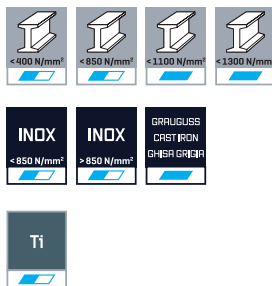 <400 N/mm² <850 N/mm² <1100 N/mm² <1300 N/mm²
INOX INOX GRAUGUSS
CAST IRON
GHISA GRIGIA
<850 N/mm² >850 N/mm²
Ti